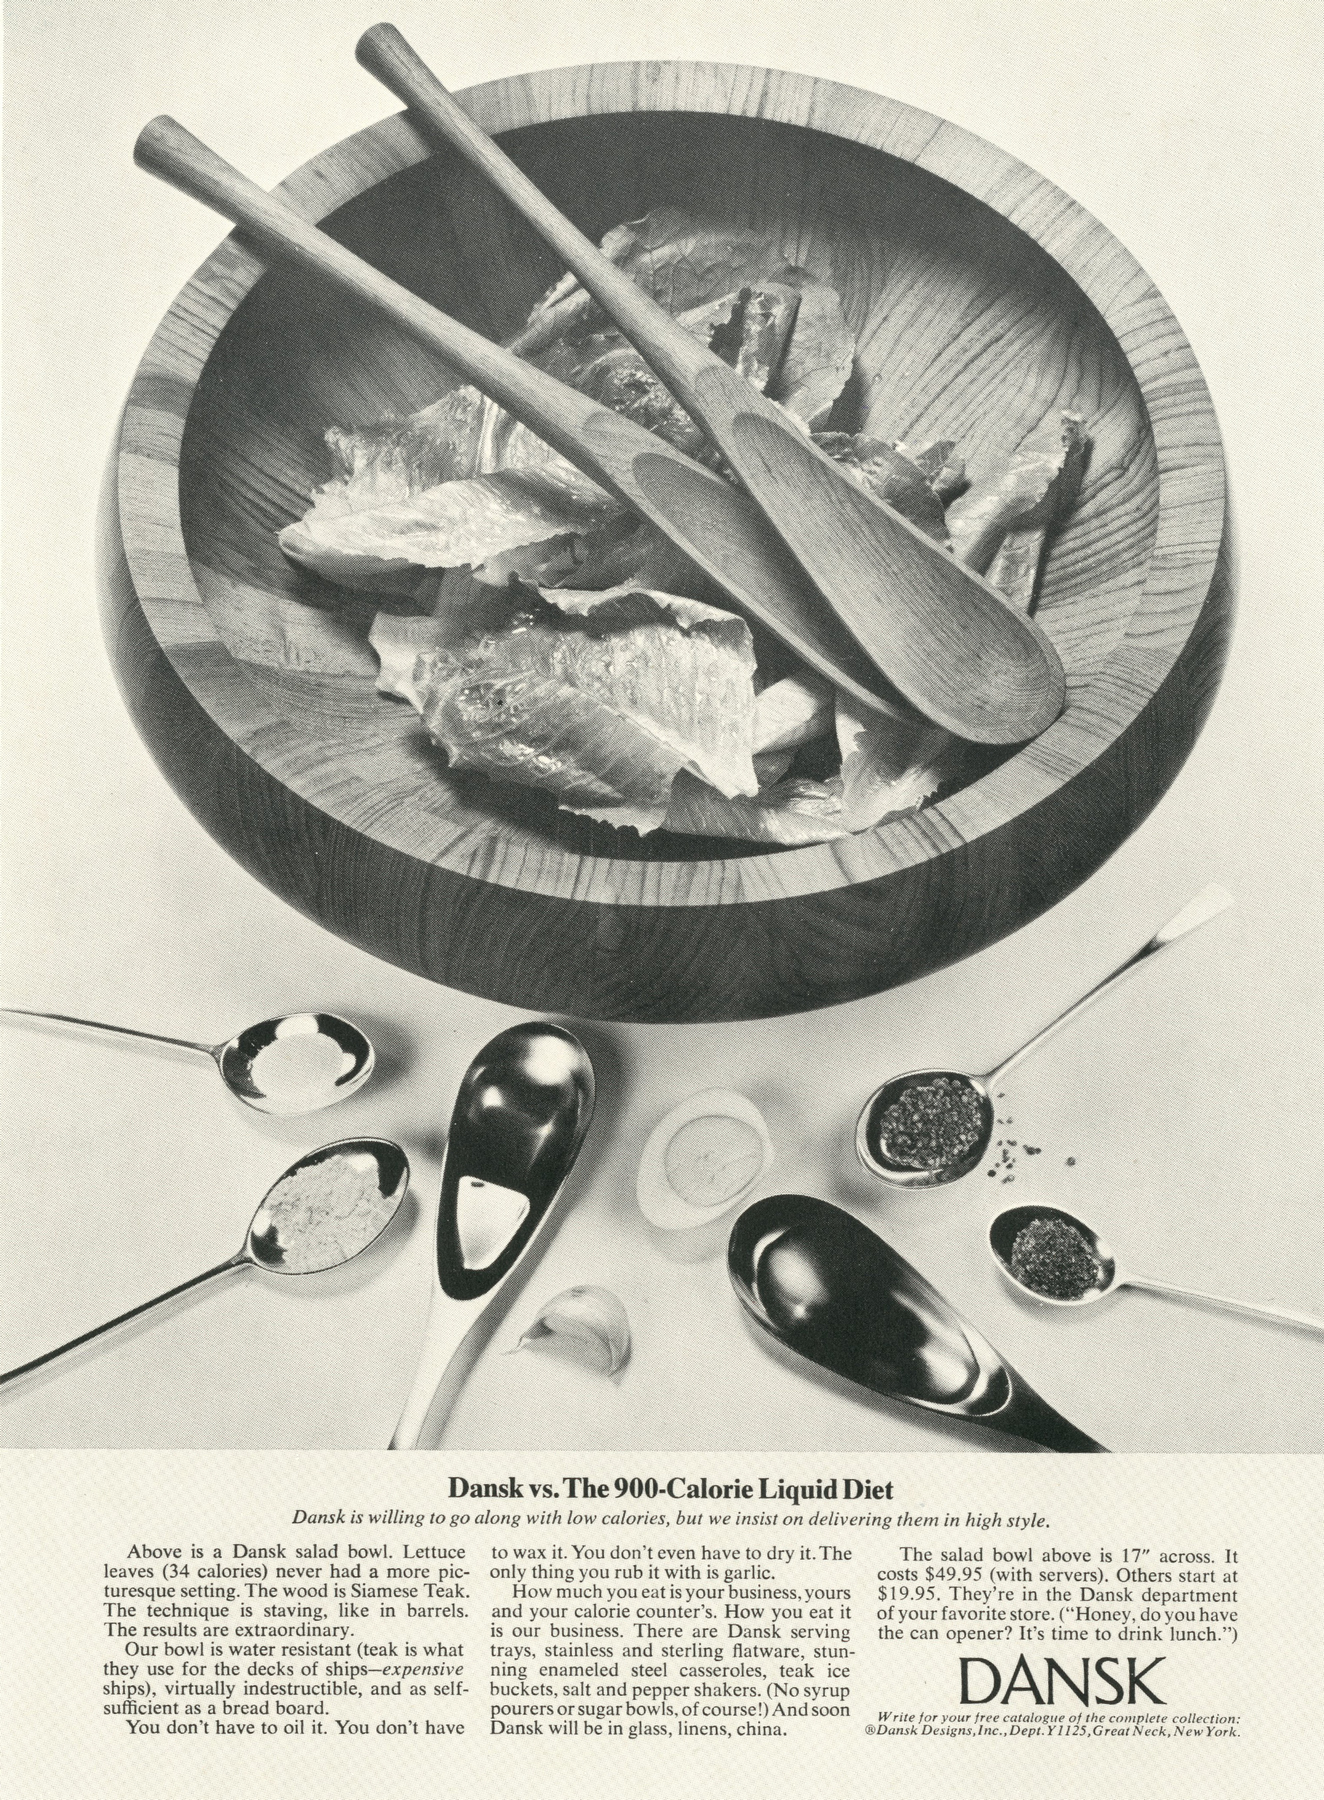 Dansk vs. The 900-Calorie Liquid Diet
Dansk is willing to go along with low calories, but we insist on delivering them in high style.
Above is a Dansk salad bowl. Lettuce
leaves (34 calories) never had a more pic-
turesque setting. The wood is Siamese Teak.
The technique is staving, like in barrels.
The results are extraordinary.
Our bowl is water resistant (teak is what
they use for the decks of ships—expensive
ships), virtually indestructible, and as self-
sufficient as a bread board.
You don't have to oil it. You don't have
to wax it. You don't even have to dry it. The
only thing you rub it with is garlic.
How much you eat is your business, yours
and your calorie counter's. How you eat it
is our business. There are Dansk serving
trays, stainless and sterling flatware, stun-
ning enameled steel casseroles, teak ice
buckets, salt and pepper shakers. (No syrup
pourers or sugar bowls, of course!) And soon
Dansk will be in glass, linens, china.
The salad bowl above is 17″ across. It
costs $49.95 (with servers). Others start at
$19.95. They're in the Dansk department
of your favorite store. (“Honey, do you have
the can opener? It's time to drink lunch.”)
DANSK
Write for your free catalogue of the complete collection:
®Dansk Designs, Inc., Dept. Y1125, Great Neck, New York.